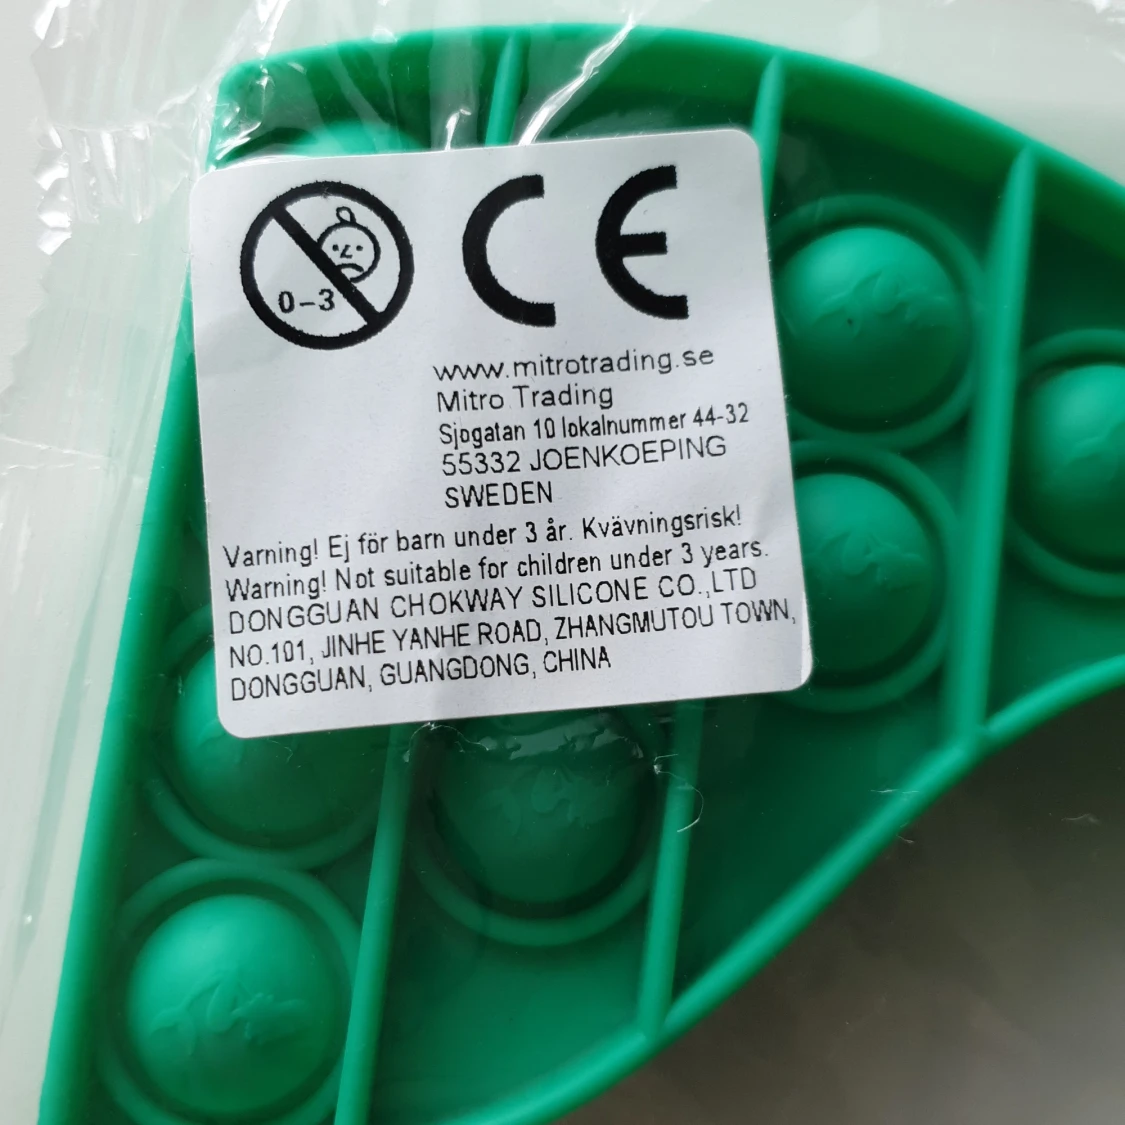 0-3
CE
www.mitrotrading.se
Mitro Trading
Sjogatan 10 lokalnummer 44-32
55332 JOENKOEPING
SWEDEN
Varning! Ej för barn under 3 år. Kvävningsrisk!
Warning! Not suitable for children under 3 years.
DONGGUAN CHOKWAY SILICONE CO.,LTD
NO.101, JINHE YANHE ROAD, ZHANGMUTOU TOWN,
DONGGUAN, GUANGDONG, CHINA